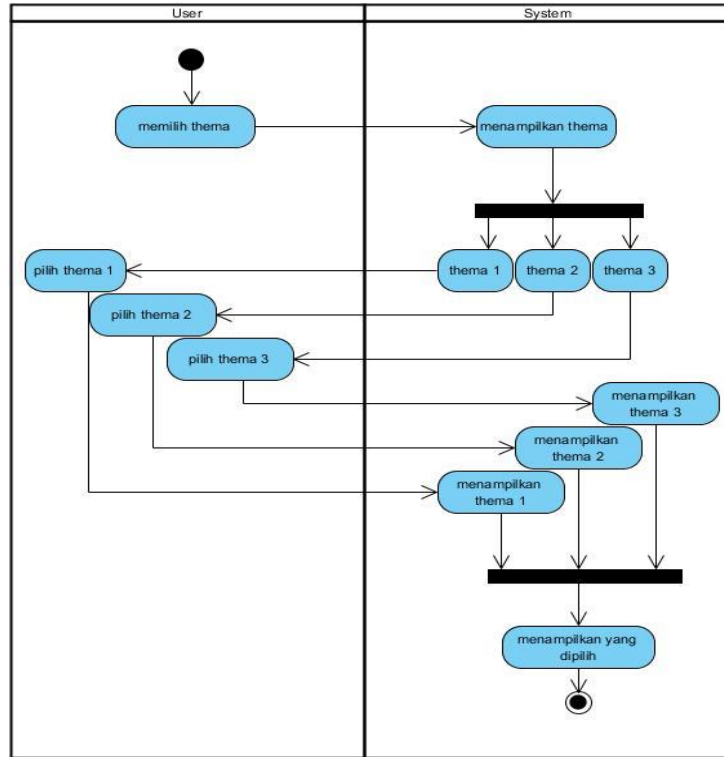 User
System
memilih thema
menampilkan thema
pilih thema 1
thema 1
thema 2
thema 3
pilih thema 2
pilih thema 3
menampilkan
thema 3
menampilkan
thema 2
menampilkan
thema 1
menampilkan yang
dipilih